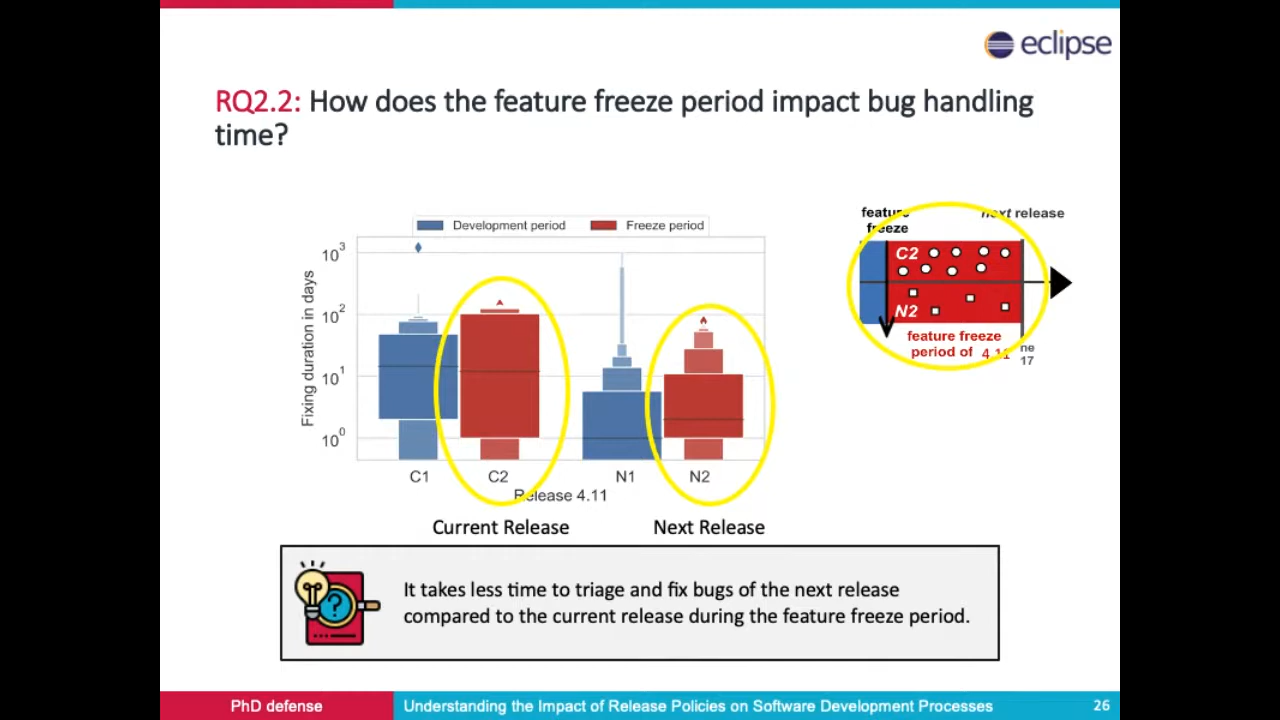 eclipse
RQ2.2: How does the feature freeze period impact bug handling
time?
Development period
Freeze period
Fixing duration in days
10³
10²
10¹
10⁰
C1
C2
N1
N2
Release 4.11
Current Release
Next Release
feature
freeze
next release
C2
N2
feature freeze
period of 4.11
ne
17
?
It takes less time to triage and fix bugs of the next release
compared to the current release during the feature freeze period.
PhD defense
Understanding the Impact of Release Policies on Software Development Processes
26